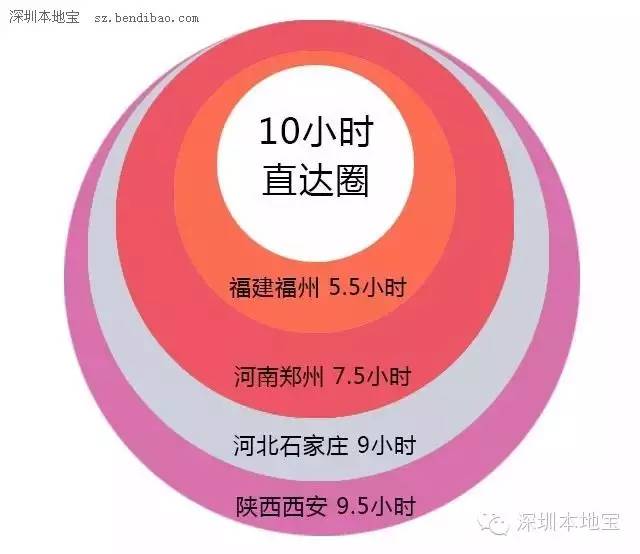 深圳本地宝 sz.bendibao.com
10小时
直达圈
福建福州 5.5小时
河南郑州 7.5小时
河北石家庄 9小时
陕西西安 9.5小时
深圳本地宝